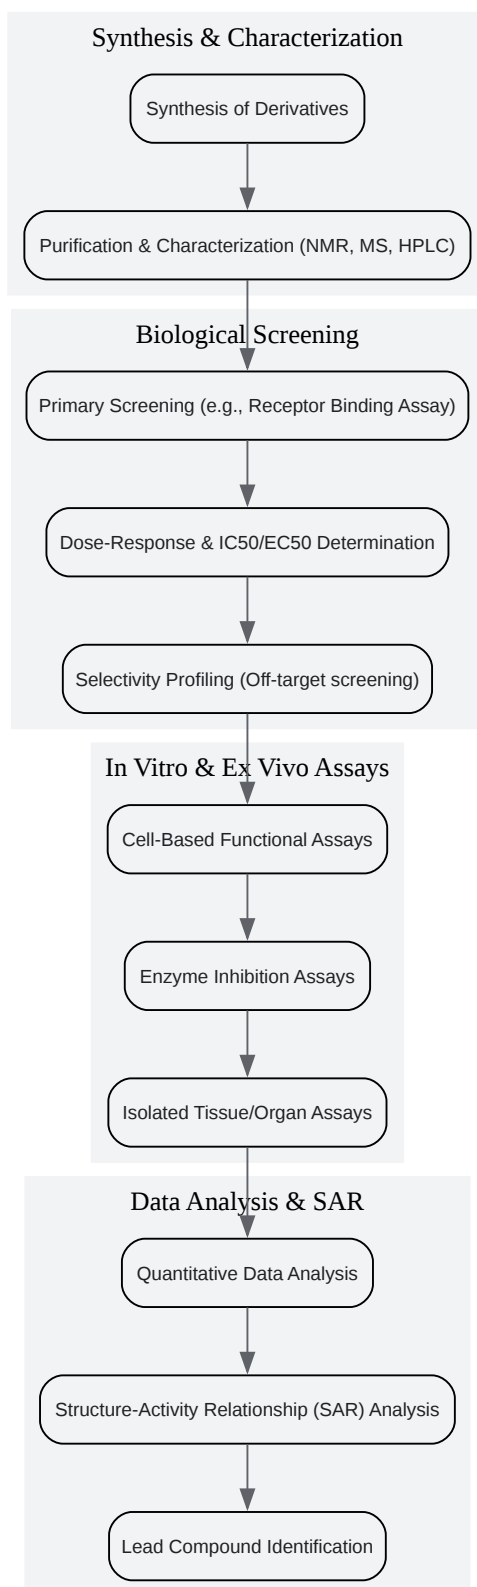 Synthesis & Characterization
Synthesis of Derivatives
Purification & Characterization (NMR, MS, HPLC)
Biological Screening
Primary Screening (e.g., Receptor Binding Assay)
Dose-Response & IC50/EC50 Determination
Selectivity Profiling (Off-target screening)
In Vitro & Ex Vivo Assays
Cell-Based Functional Assays
Enzyme Inhibition Assays
Isolated Tissue/Organ Assays
Data Analysis & SAR
Quantitative Data Analysis
Structure-Activity Relationship (SAR) Analysis
Lead Compound Identification